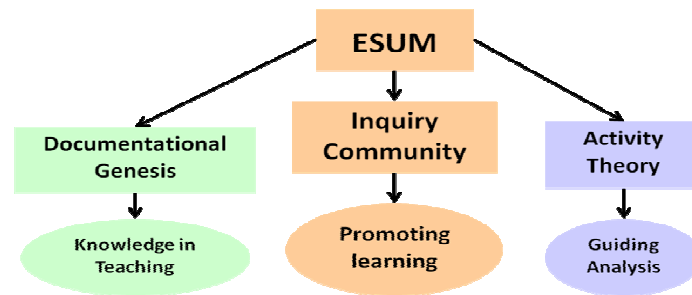 ESUM
Documentational
Genesis
Inquiry
Community
Activity
Theory
Knowledge in
Teaching
Promoting
learning
Guiding
Analysis